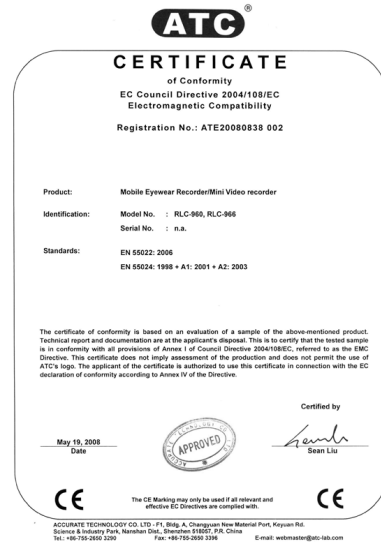 ATC®
CERTIFICATE
of Conformity
EC Council Directive 2004/108/EC
Electromagnetic Compatibility
Registration No.: ATE20080838 002
Product: Mobile Eyewear Recorder/Mini Video recorder
Identification: Model No. : RLC-960, RLC-966
Serial No. : n.a.
Standards: EN 55022: 2006
EN 55024: 1998 + A1: 2001 + A2: 2003
The certificate of conformity is based on an evaluation of a sample of the above-mentioned product.
Technical report and documentation are at the applicant's disposal. This is to certify that the tested sample
is in conformity with all provisions of Annex I of Council Directive 2004/108/EC, referred to as the EMC
Directive. This certificate does not imply assessment of the production and does not permit the use of
ATC's logo. The applicant of the certificate is authorized to use this certificate in connection with the EC
declaration of conformity according to Annex IV of the Directive.
Certified by
APPROVED
May 19, 2008
Date
Sean Liu
CE
The CE Marking may only be used if all relevant and
effective EC Directives are complied with.
CE
ACCURATE TECHNOLOGY CO. LTD - F1, Bldg, A, Changyuan New Material Port, Keyuan Rd.
Science & Industry Park, Nanshan Dist., Shenzhen 518057, P.R. China
Tel.: +86-755-2650 3290 Fax: +86-755-2650 3396 E-mail: webmaster@atc-lab.com